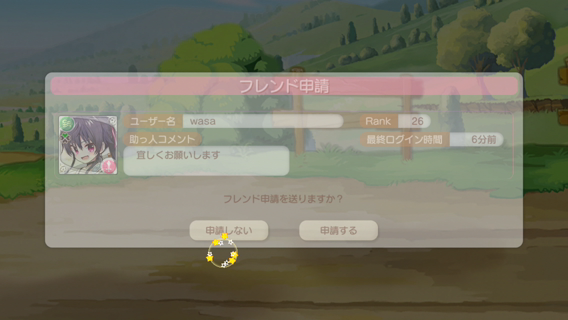 フレンド申請
ユーザー名 wasa Rank 26
助っ人コメント 最終ログイン時間 6分前
宜しくお願いします
フレンド申請を送りますか？
申請しない 申請する